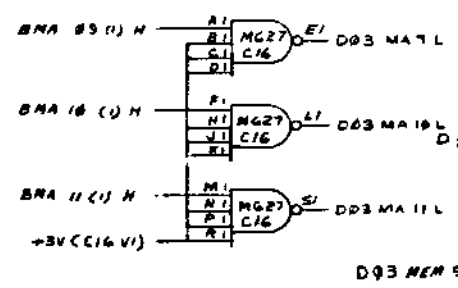 BMA 09 (1) H A1 B1 C1 D1 M627 C16 E1 D03 MA 9 L
BMA 10 (1) H F1 H1 J1 K1 M627 C16 L1 D03 MA 10 L
D
BMA 11 (1) H M1 N1 P1 R1 M627 C16 S1 D03 MA 11 L
+3V (C16 V1)
D03 MEM